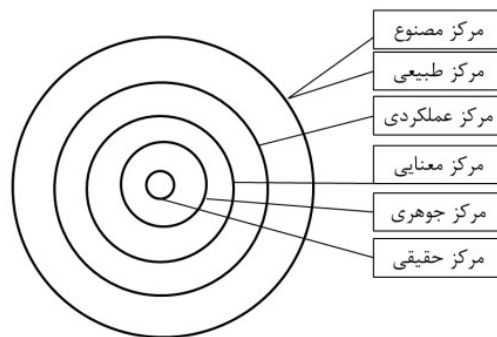 مرکز مصنوع
مرکز طبیعی
مرکز عملکردی
مرکز معنایی
مرکز جوهری
مرکز حقیقی